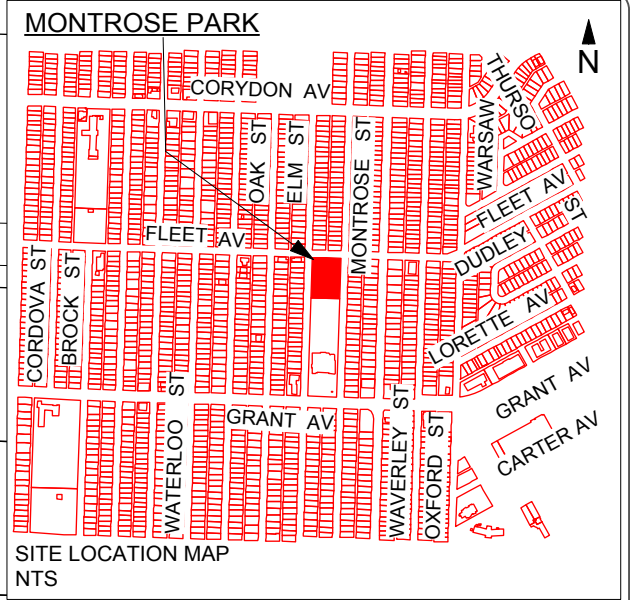 MONTROSE PARK
N
CORYDON AV
THURSO
WARSAW
OAK ST
ELM ST
MONTROSE ST
FLEET AV
ST
FLEET AV
DUDLEY
CORDOVA ST
BROCK ST
LORETTE AV
GRANT AV
GRANT AV
WATERLOO ST
WAVERLEY ST
OXFORD ST
CARTER AV
SITE LOCATION MAP
NTS